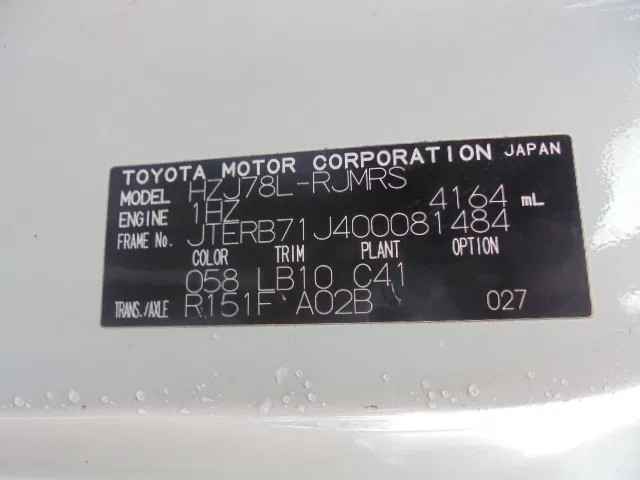 TOYOTA MOTOR CORPORATION JAPAN
MODEL HZJ78L-RJMRS
ENGINE 1HZ 4164 mL
FRAME No. JTERB71J400081484
COLOR TRIM PLANT OPTION
058 LB10 C41
TRANS./AXLE R151F A02B 027